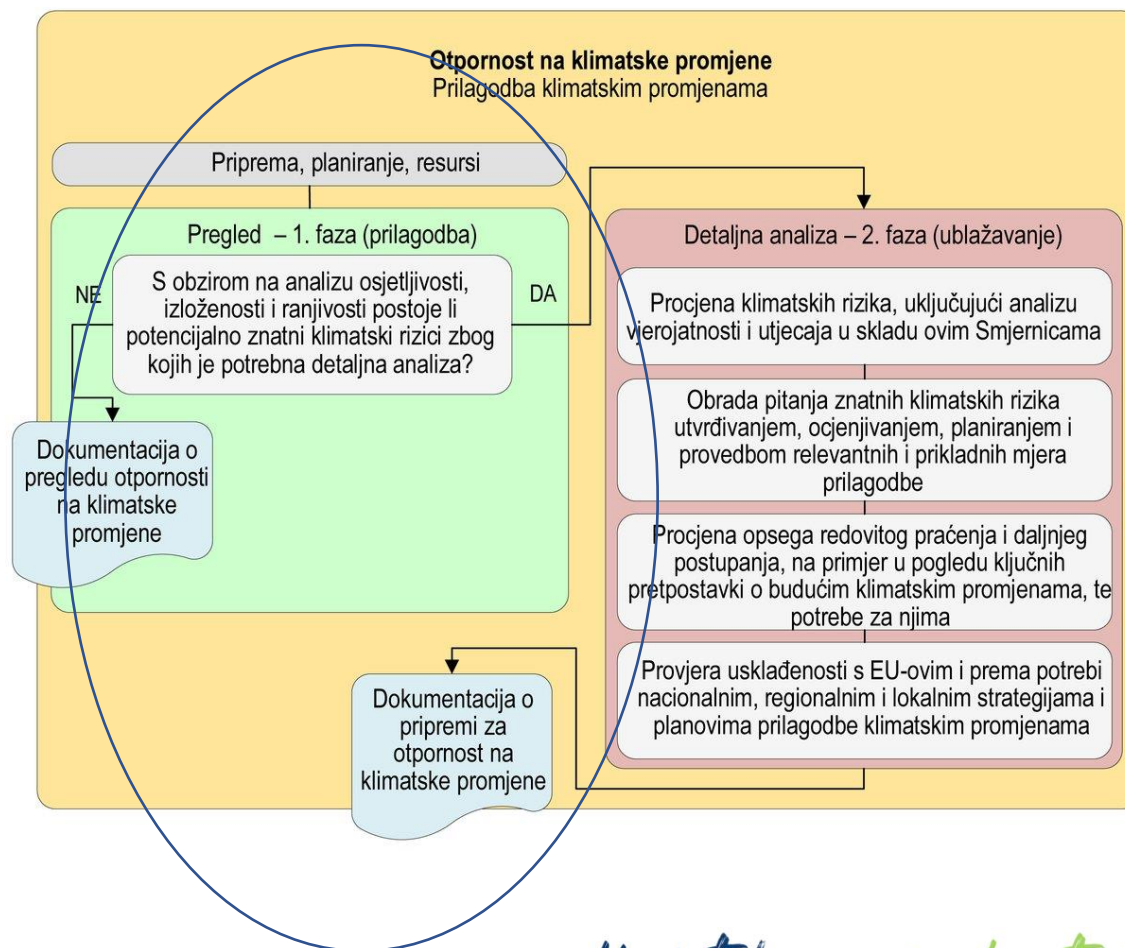 Otpornost na klimatske promjene
Prilagodba klimatskim promjenama
Priprema, planiranje, resursi
Pregled – 1. faza (prilagodba)
S obzirom na analizu osjetljivosti,
izloženosti i ranjivosti postoje li
potencijalno znatni klimatski rizici zbog
kojih je potrebna detaljna analiza?
NE
DA
Dokumentacija o
pregledu otpornosti
na klimatske
promjene
Detaljna analiza – 2. faza (ublažavanje)
Procjena klimatskih rizika, uključujući analizu
vjerojatnosti i utjecaja u skladu ovim Smjernicama
Obrada pitanja znatnih klimatskih rizika
utvrđivanjem, ocjenjivanjem, planiranjem i
provedbom relevantnih i prikladnih mjera
prilagodbe
Procjena opsega redovitog praćenja i daljnjeg
postupanja, na primjer u pogledu ključnih
pretpostavki o budućim klimatskim promjenama, te
potrebe za njima
Provjera usklađenosti s EU-ovim i prema potrebi
nacionalnim, regionalnim i lokalnim strategijama i
planovima prilagodbe klimatskim promjenama
Dokumentacija o
pripremi za
otpornost na
klimatske promjene